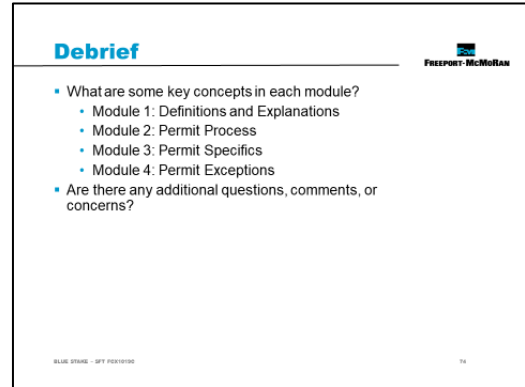 Debrief
FREEPORT-McMoRAN
▪ What are some key concepts in each module?
• Module 1: Definitions and Explanations
• Module 2: Permit Process
• Module 3: Permit Specifics
• Module 4: Permit Exceptions
▪ Are there any additional questions, comments, or
concerns?
BLUE STAKE - SFT